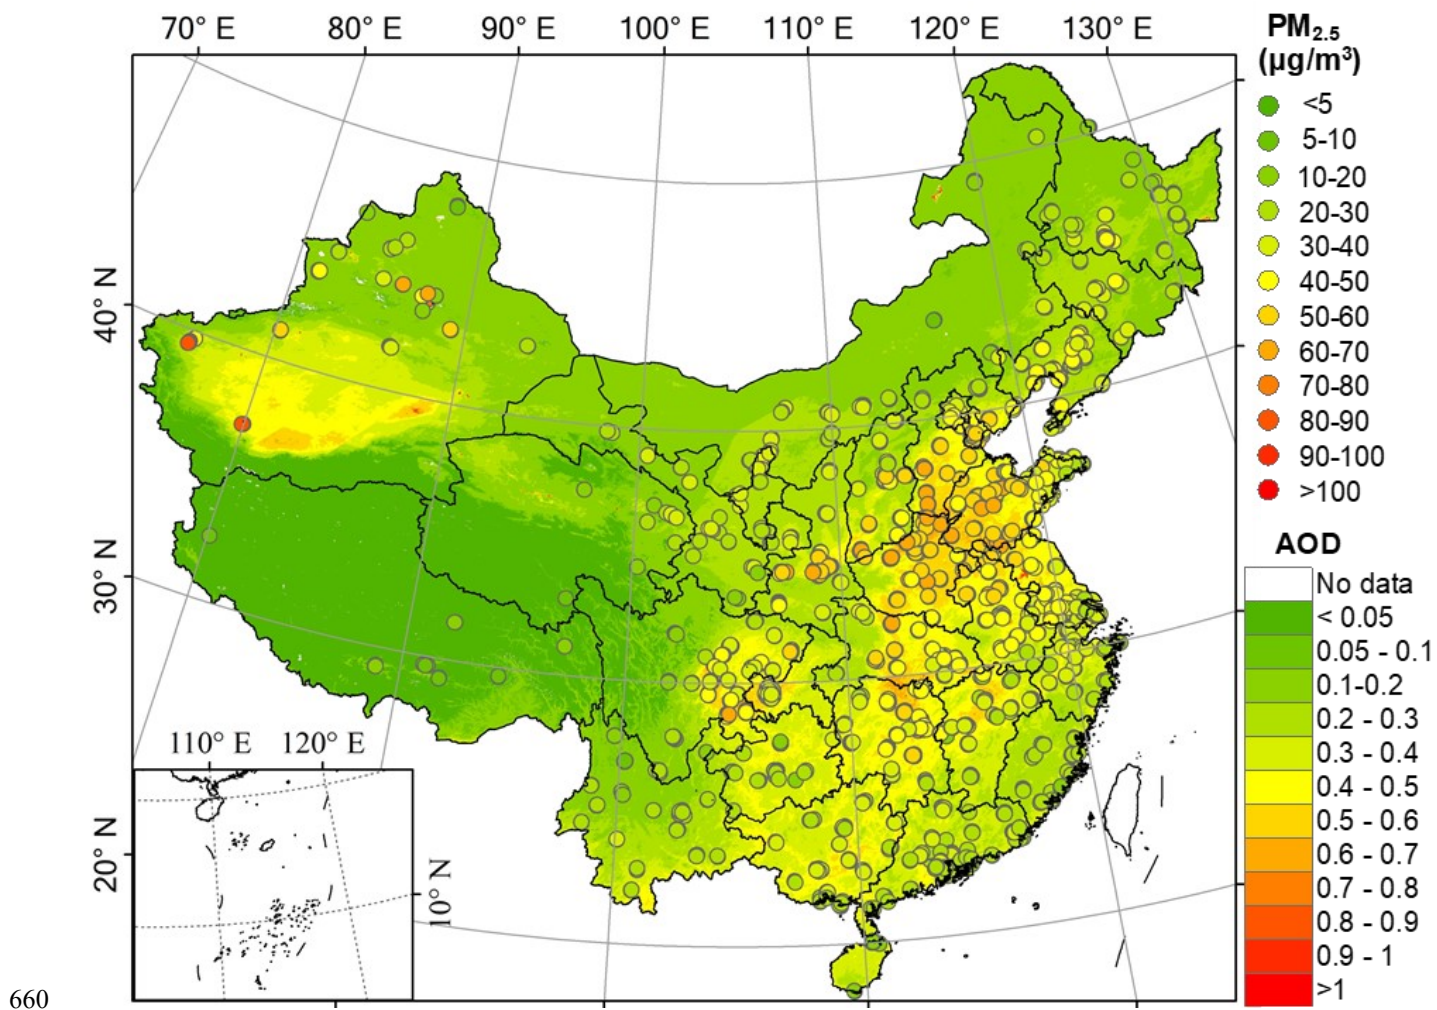 70° E 80° E 90° E 100° E 110° E 120° E 130° E
PM2.5
(µg/m³)
<5
5-10
10-20
20-30
30-40
40-50
50-60
60-70
70-80
80-90
90-100
>100
AOD
No data
< 0.05
0.05 - 0.1
0.1-0.2
0.2 - 0.3
0.3 - 0.4
0.4 - 0.5
0.5 - 0.6
0.6 - 0.7
0.7 - 0.8
0.8 - 0.9
0.9 - 1
>1
40° N
30° N
20° N
110° E 120° E
10° N
660